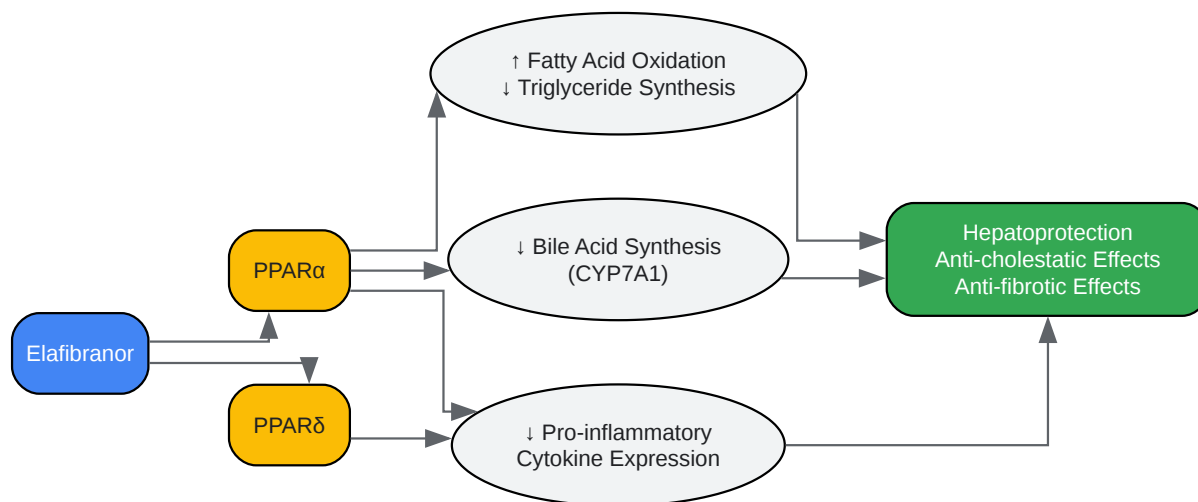 ↑ Fatty Acid Oxidation
↓ Triglyceride Synthesis
↓ Bile Acid Synthesis
(CYP7A1)
Hepatoprotection
Anti-cholestatic Effects
Anti-fibrotic Effects
PPARα
Elafibranor
PPARδ
↓ Pro-inflammatory
Cytokine Expression